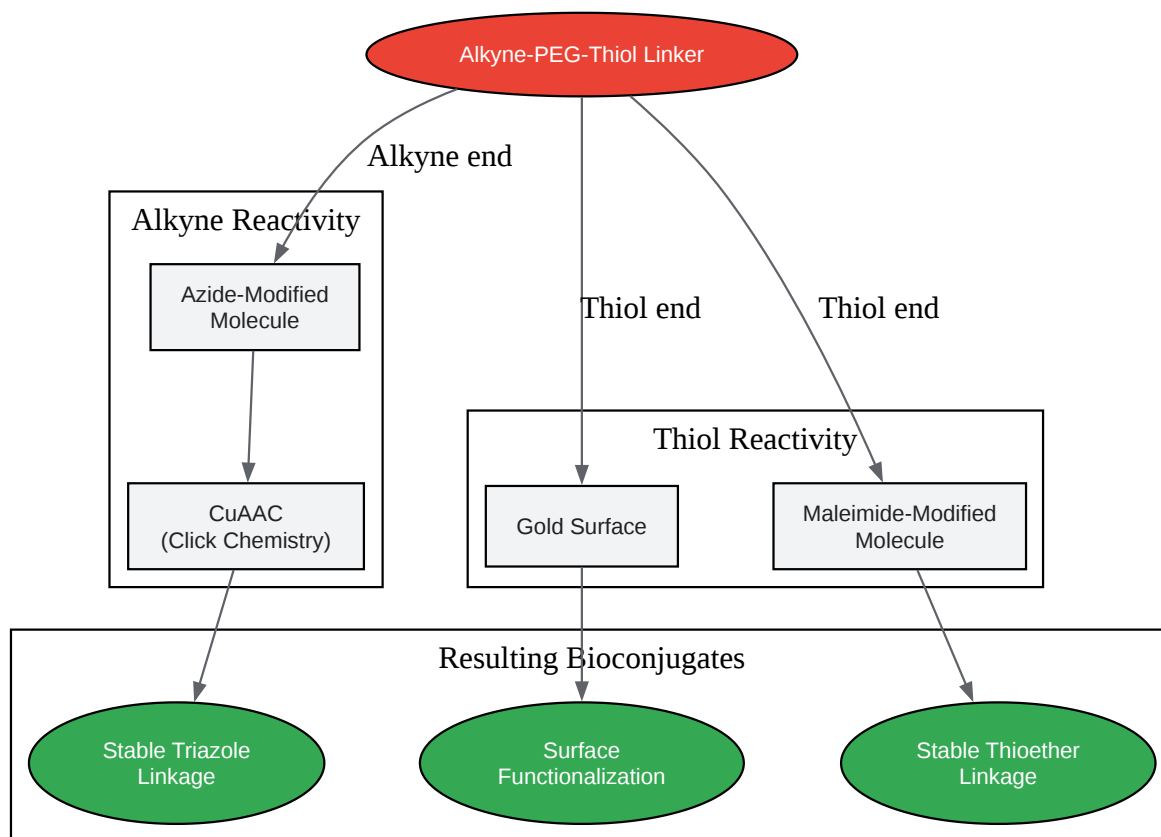 Alkyne-PEG-Thiol Linker
Alkyne end
Alkyne Reactivity
Azide-Modified
Molecule
Thiol end
Thiol end
Thiol Reactivity
CuAAC
(Click Chemistry)
Gold Surface
Maleimide-Modified
Molecule
Resulting Bioconjugates
Stable Triazole
Linkage
Surface
Functionalization
Stable Thioether
Linkage